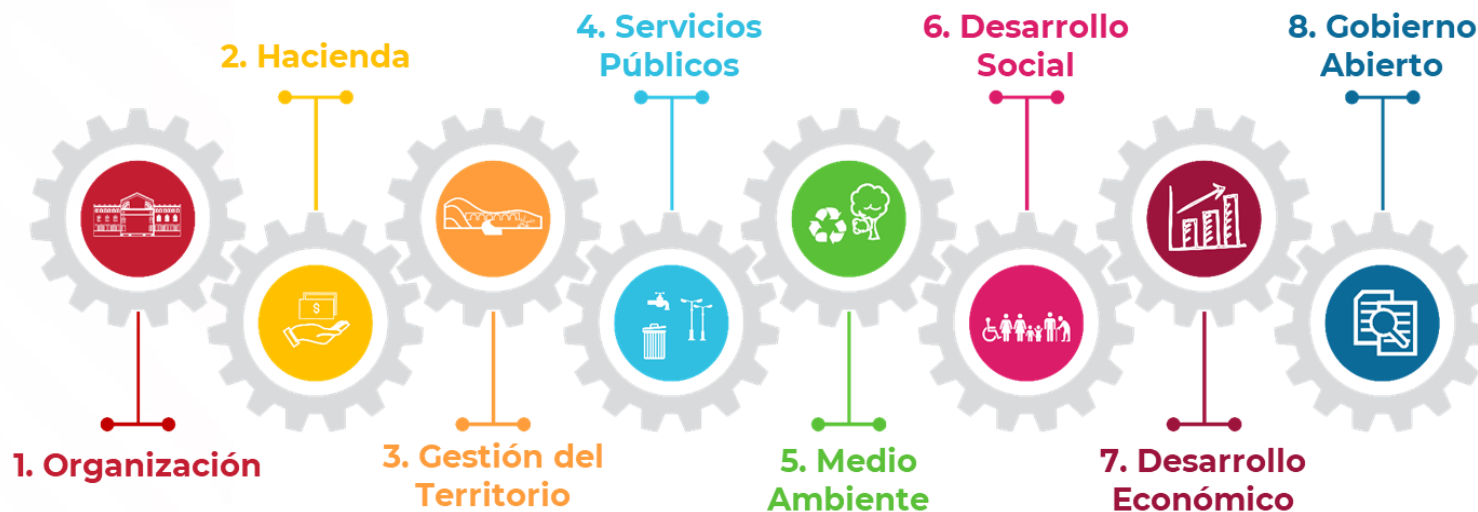 1. Organización
2. Hacienda
3. Gestión del
Territorio
4. Servicios
Públicos
5. Medio
Ambiente
6. Desarrollo
Social
7. Desarrollo
Económico
8. Gobierno
Abierto
$